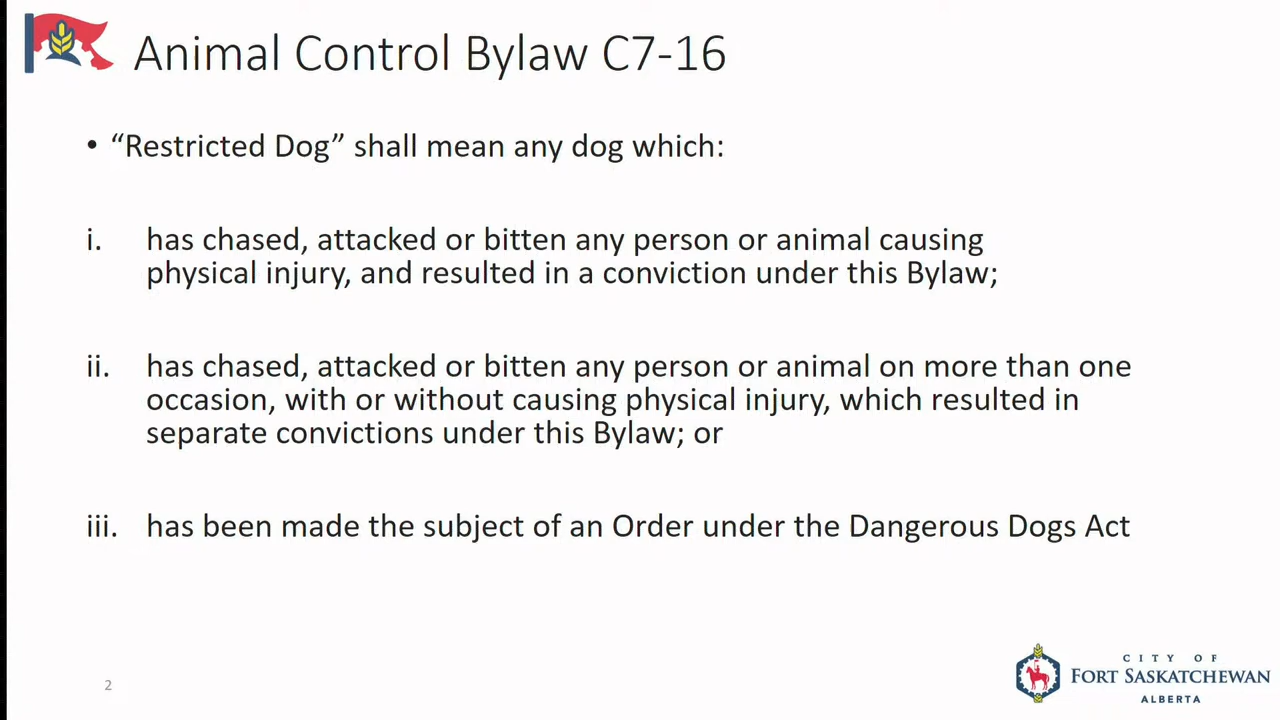 Animal Control Bylaw C7-16
• “Restricted Dog” shall mean any dog which:
i. has chased, attacked or bitten any person or animal causing
physical injury, and resulted in a conviction under this Bylaw;
ii. has chased, attacked or bitten any person or animal on more than one
occasion, with or without causing physical injury, which resulted in
separate convictions under this Bylaw; or
iii. has been made the subject of an Order under the Dangerous Dogs Act
2
CITY OF
FORT SASKATCHEWAN
ALBERTA